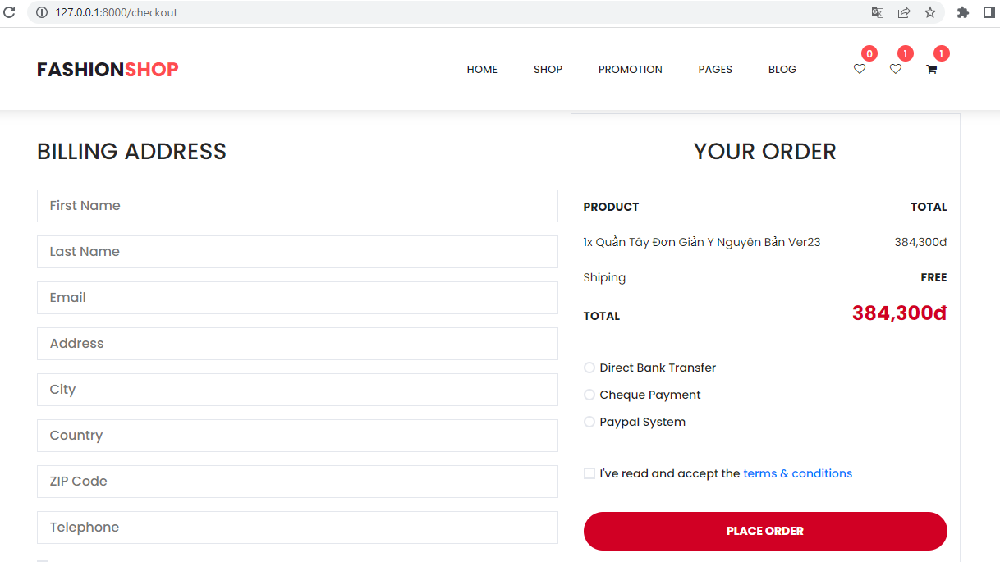 127.0.0.1:8000/checkout
FASHIONSHOP
HOME
SHOP
PROMOTION
PAGES
BLOG
0
1
1
BILLING ADDRESS
First Name
Last Name
Email
Address
City
Country
ZIP Code
Telephone
YOUR ORDER
PRODUCT TOTAL
1x Quần Tây Đơn Giản Y Nguyên Bản Ver23 384,300đ
Shiping FREE
TOTAL 384,300đ
Direct Bank Transfer
Cheque Payment
Paypal System
I've read and accept the terms & conditions
PLACE ORDER